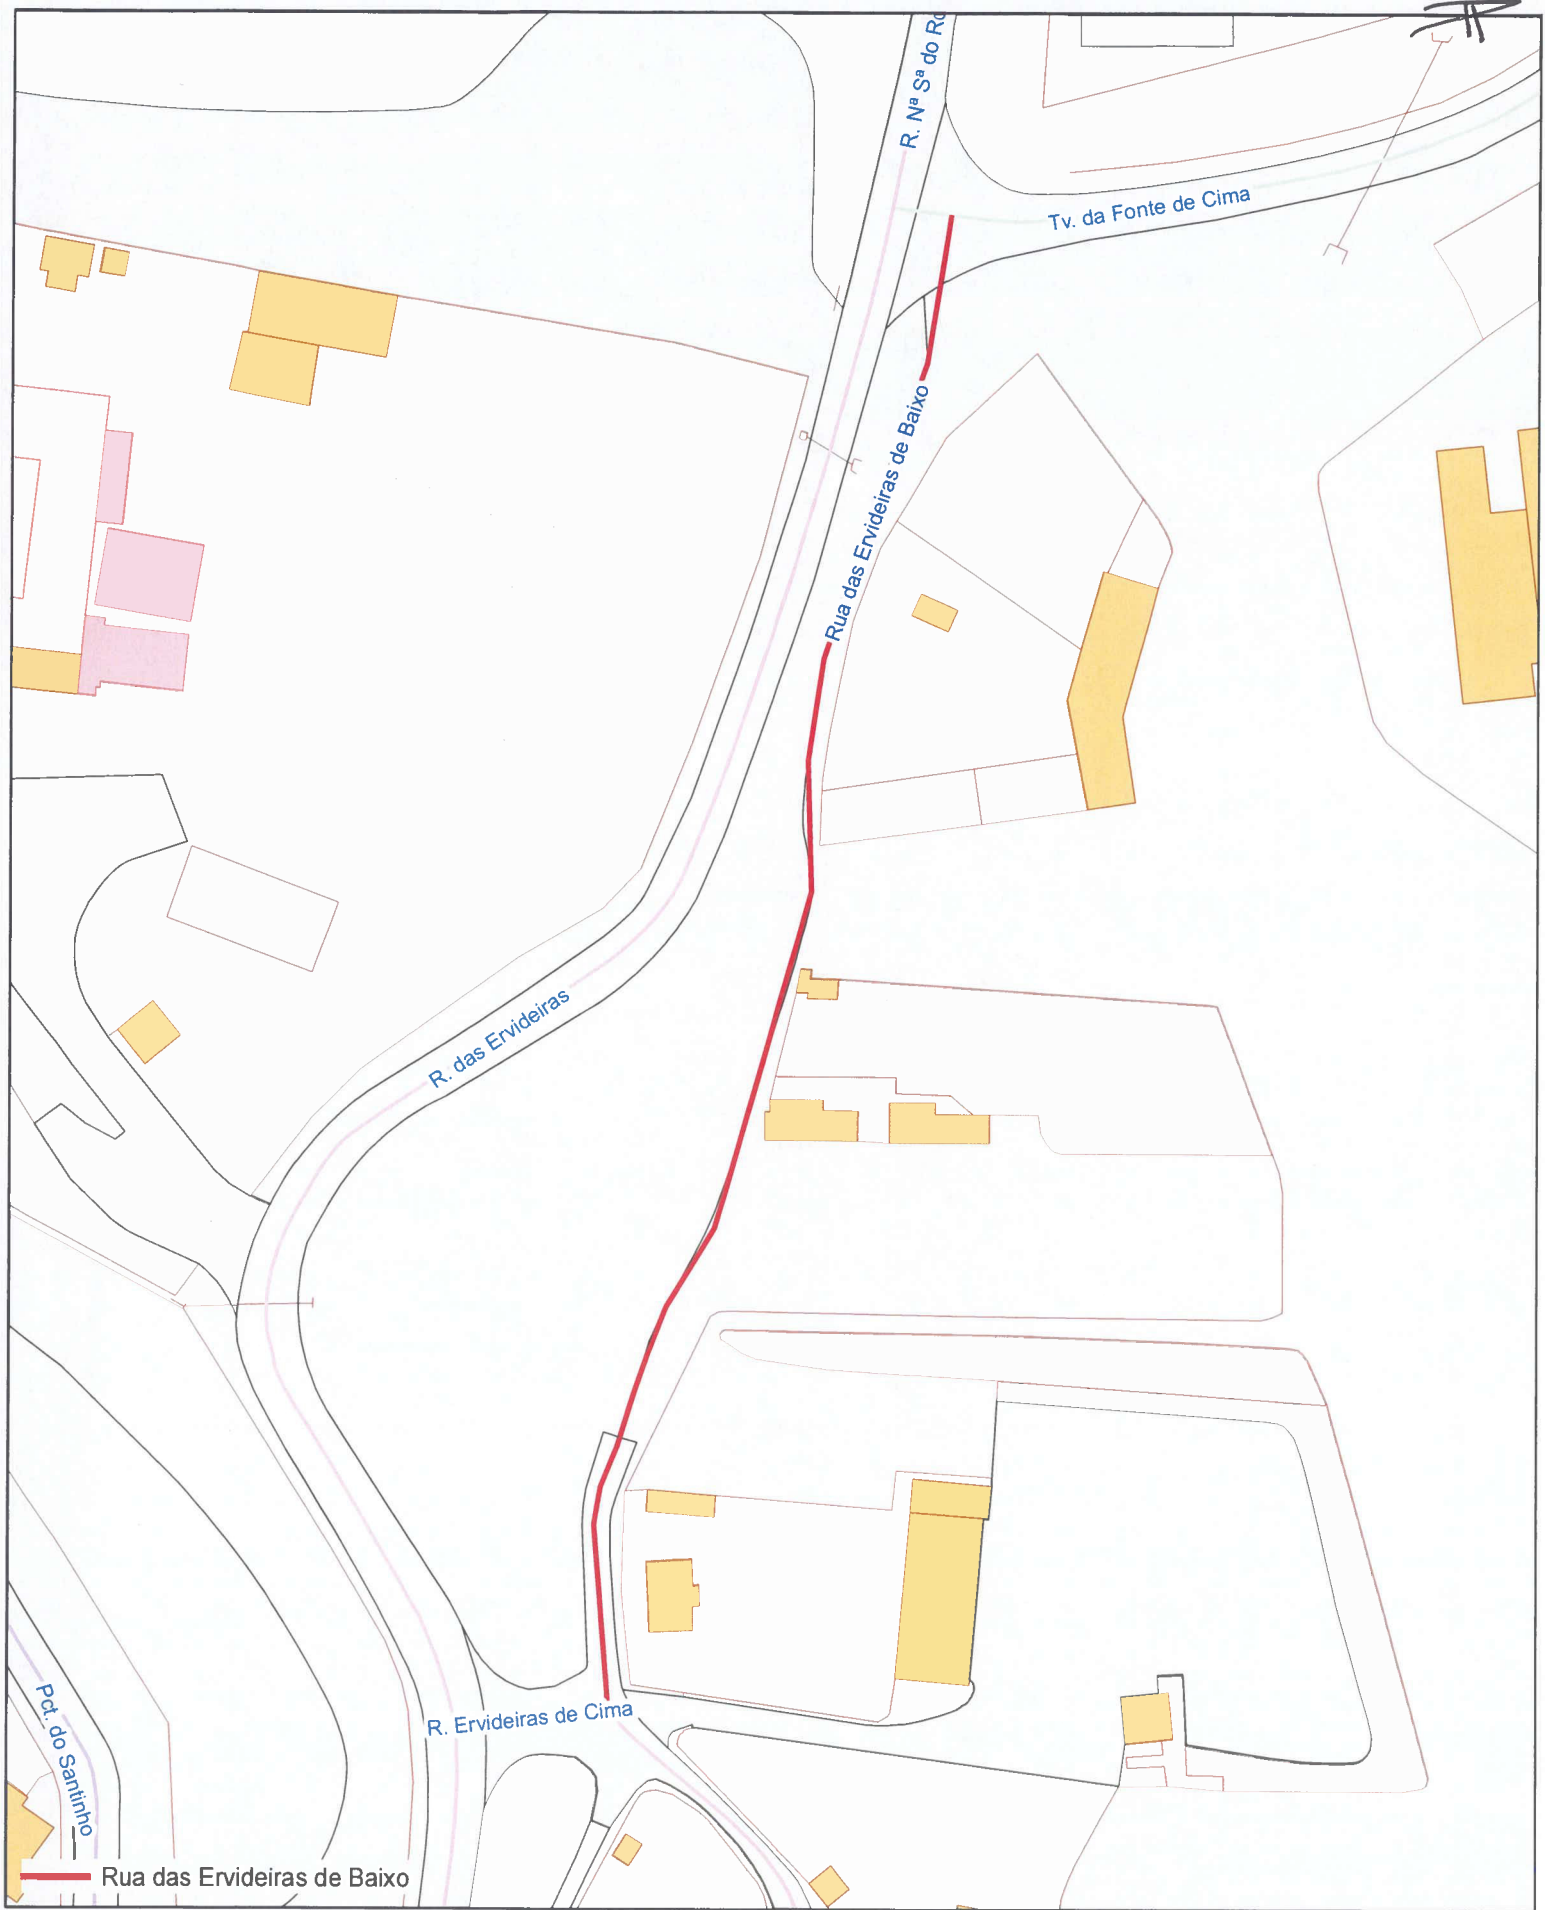 R. Nª Sª do
Tv. da Fonte de Cima
Rua das Ervideiras de Baixo
R. das Ervideiras
R. Ervideiras de Cima
Pct. do Santinho
Rua das Ervideiras de Baixo